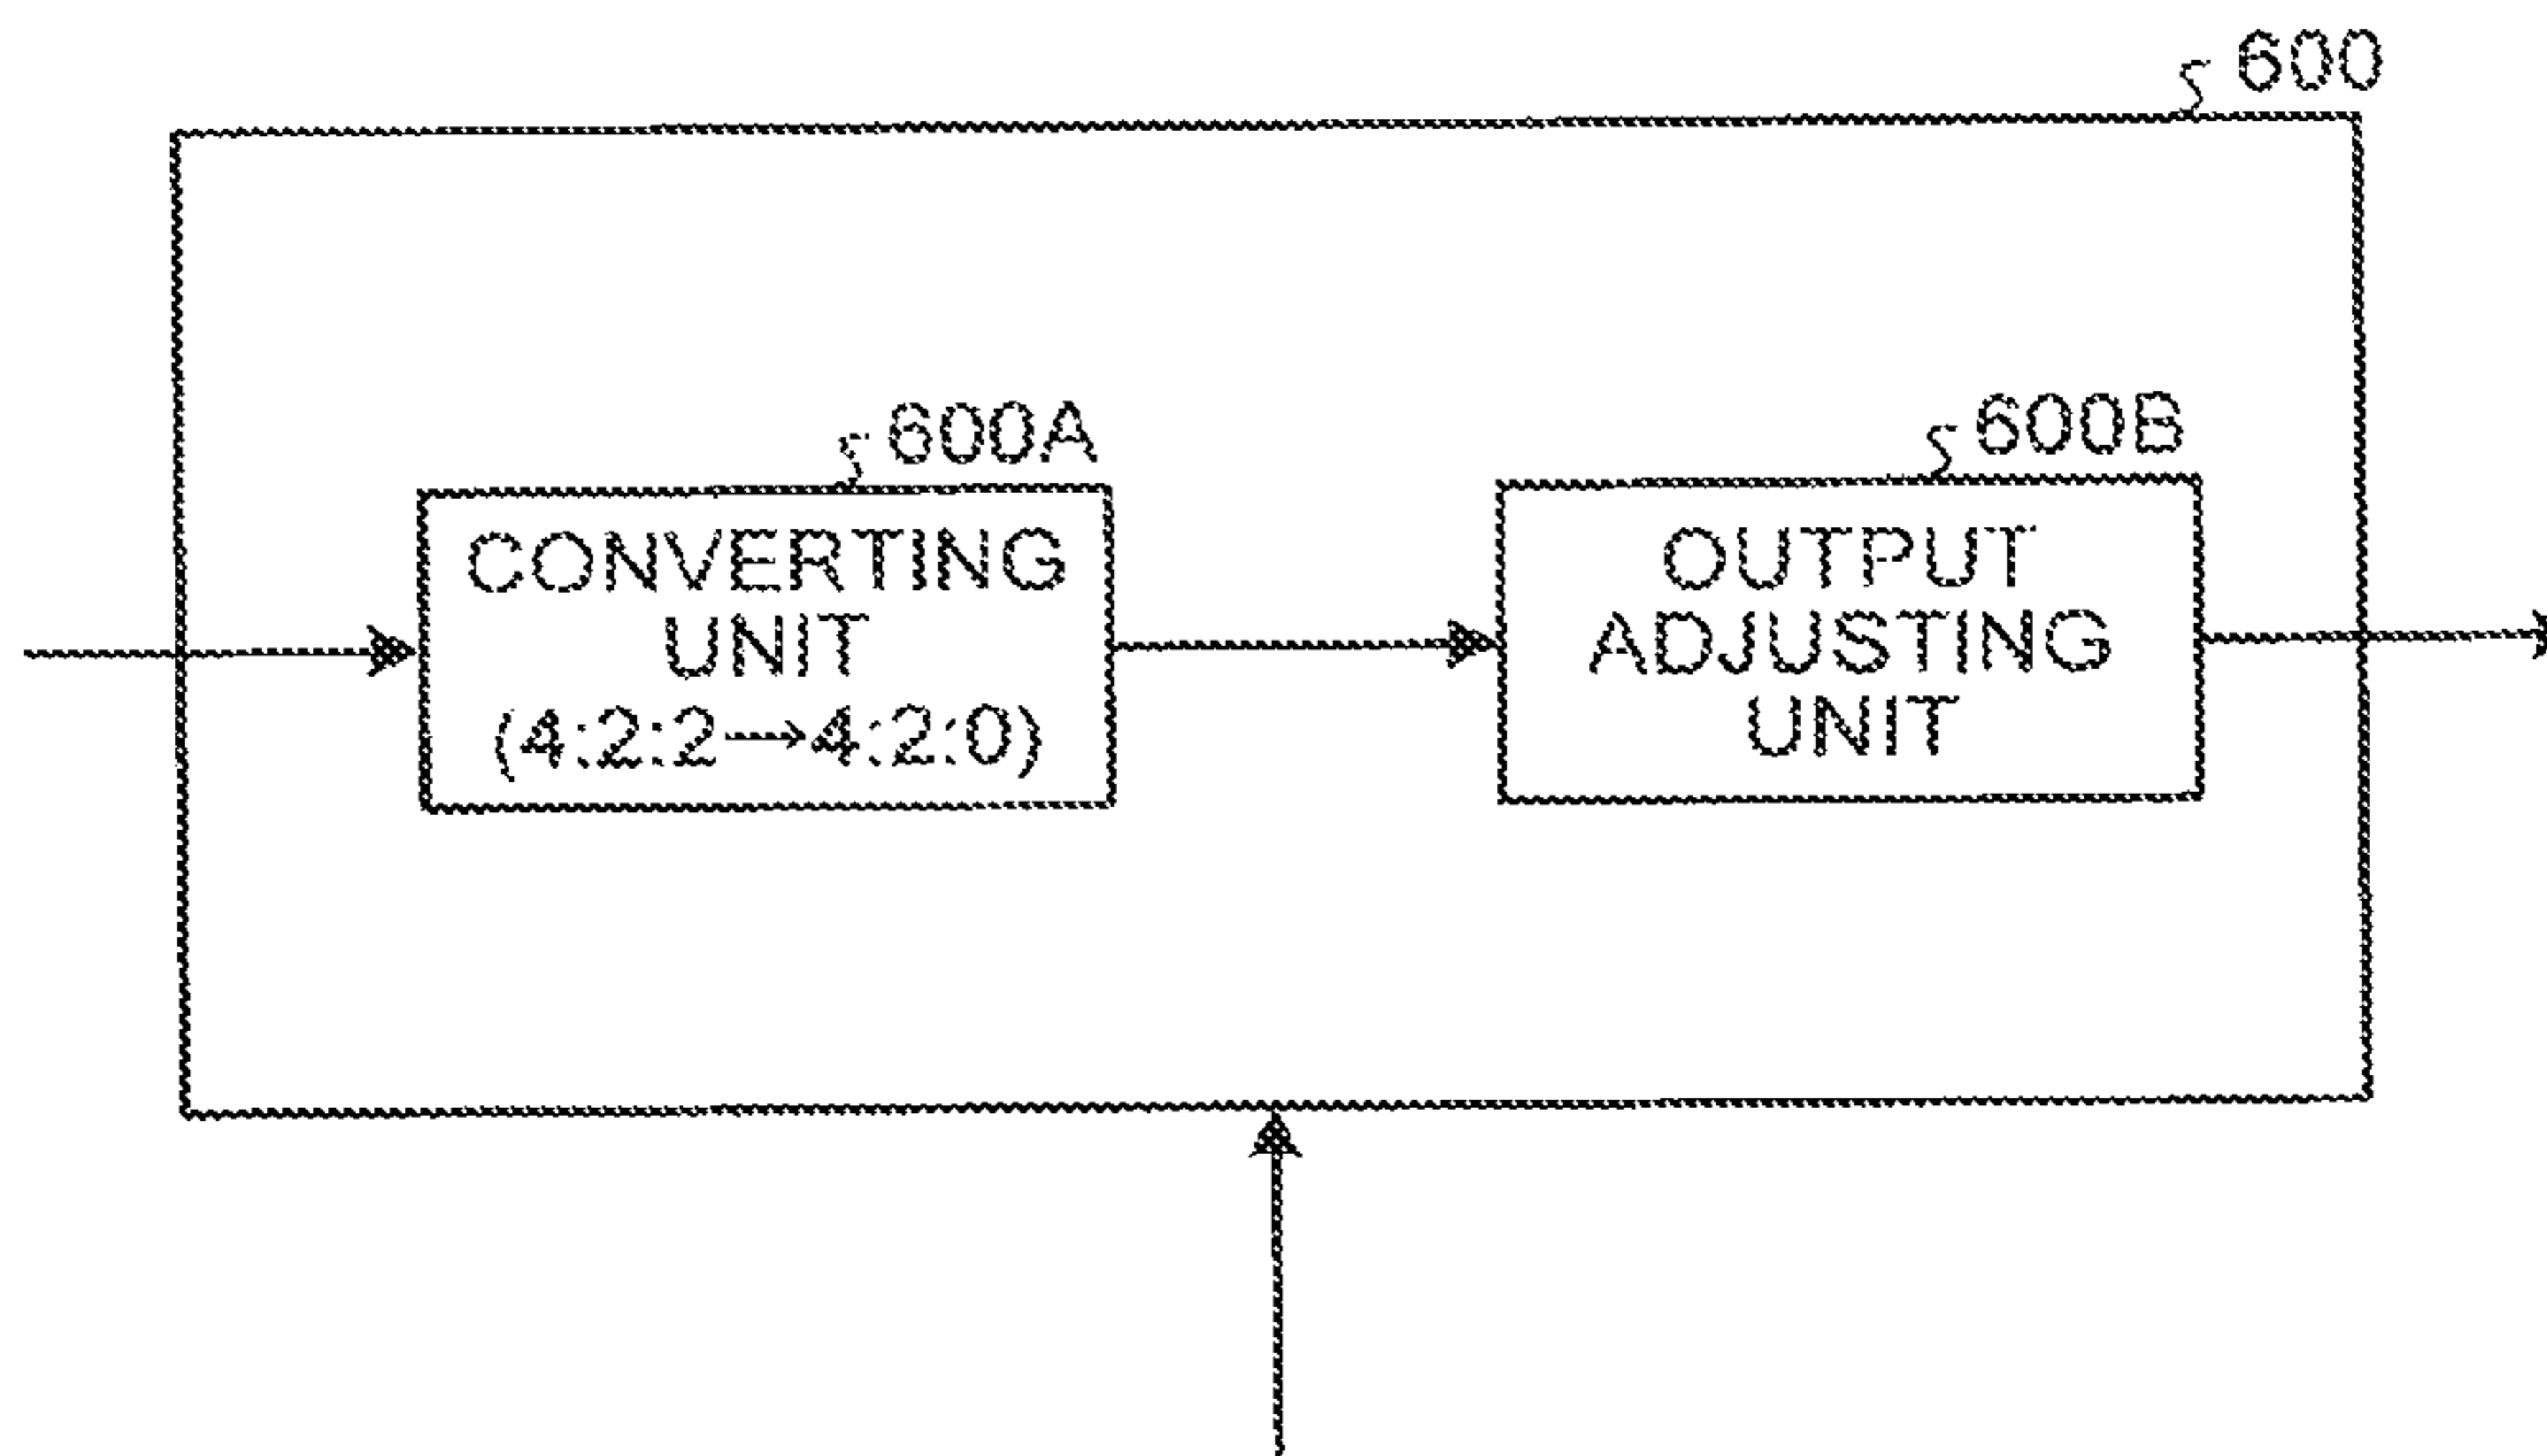 600
600A
CONVERTING
UNIT
(4:2:2→4:2:0)
600B
OUTPUT
ADJUSTING
UNIT